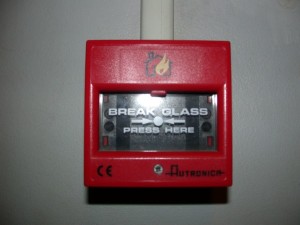 BREAK GLASS
PRESS HERE
CE AUTRONICA